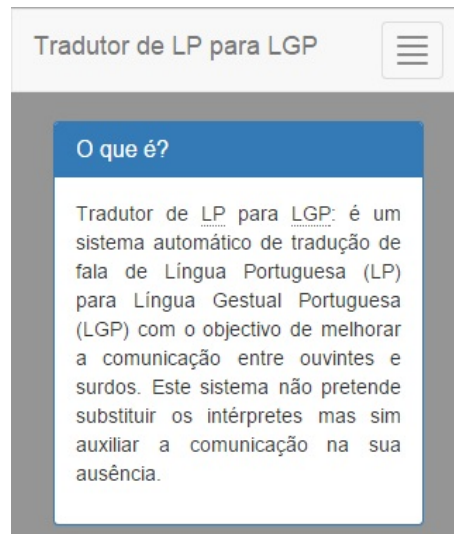 Tradutor de LP para LGP
O que é?
Tradutor de LP para LGP: é um
sistema automático de tradução de
fala de Língua Portuguesa (LP)
para Língua Gestual Portuguesa
(LGP) com o objectivo de melhorar
a comunicação entre ouvintes e
surdos. Este sistema não pretende
substituir os intérpretes mas sim
auxiliar a comunicação na sua
ausência.